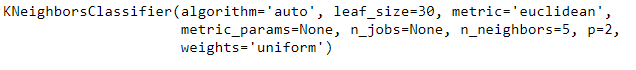 KNeighborsClassifier(algorithm='auto', leaf_size=30, metric='euclidean',
metric_params=None, n_jobs=None, n_neighbors=5, p=2,
weights='uniform')